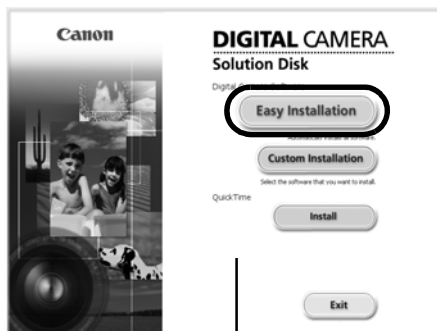 Canon
DIGITAL CAMERA
Solution Disk
Easy Installation
Custom Installation
Select the software that you want to install.
QuickTime
Install
Exit